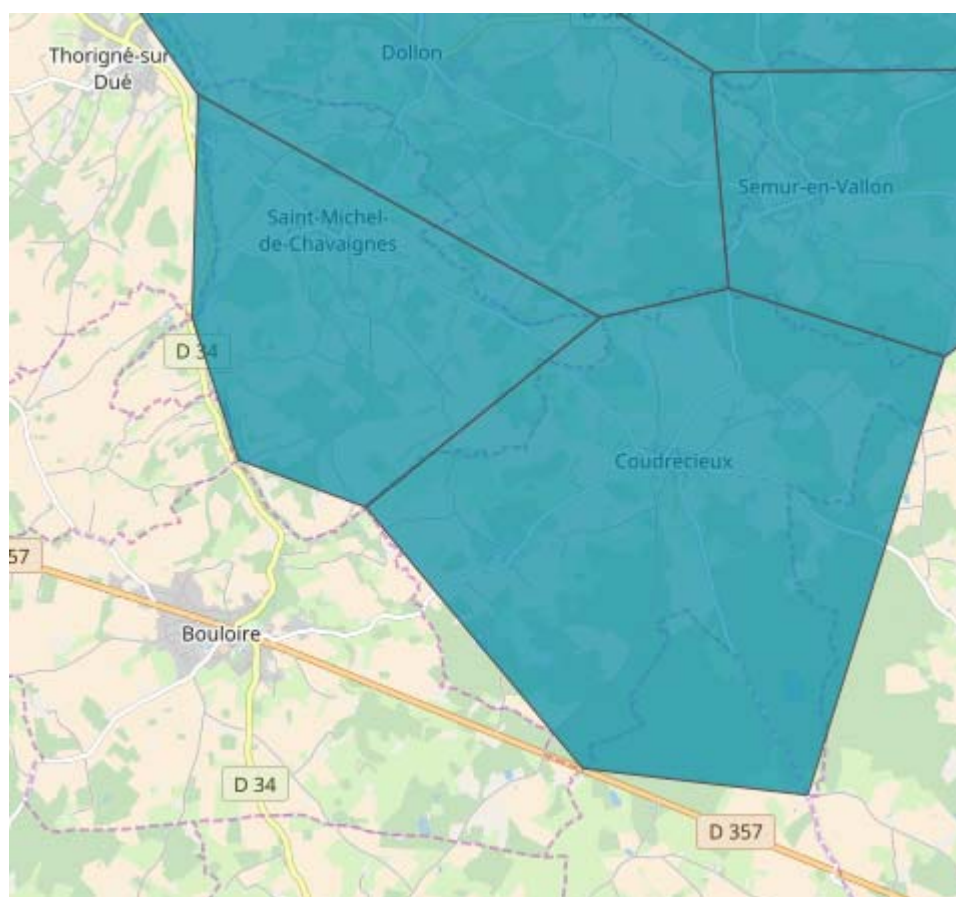 Thorigné-sur
Dué
Dollon
Semur-en-Vallon
Saint-Michel-
de-Chavaignes
D 34
Coudrecieux
57
Bouloire
D 34
D 357